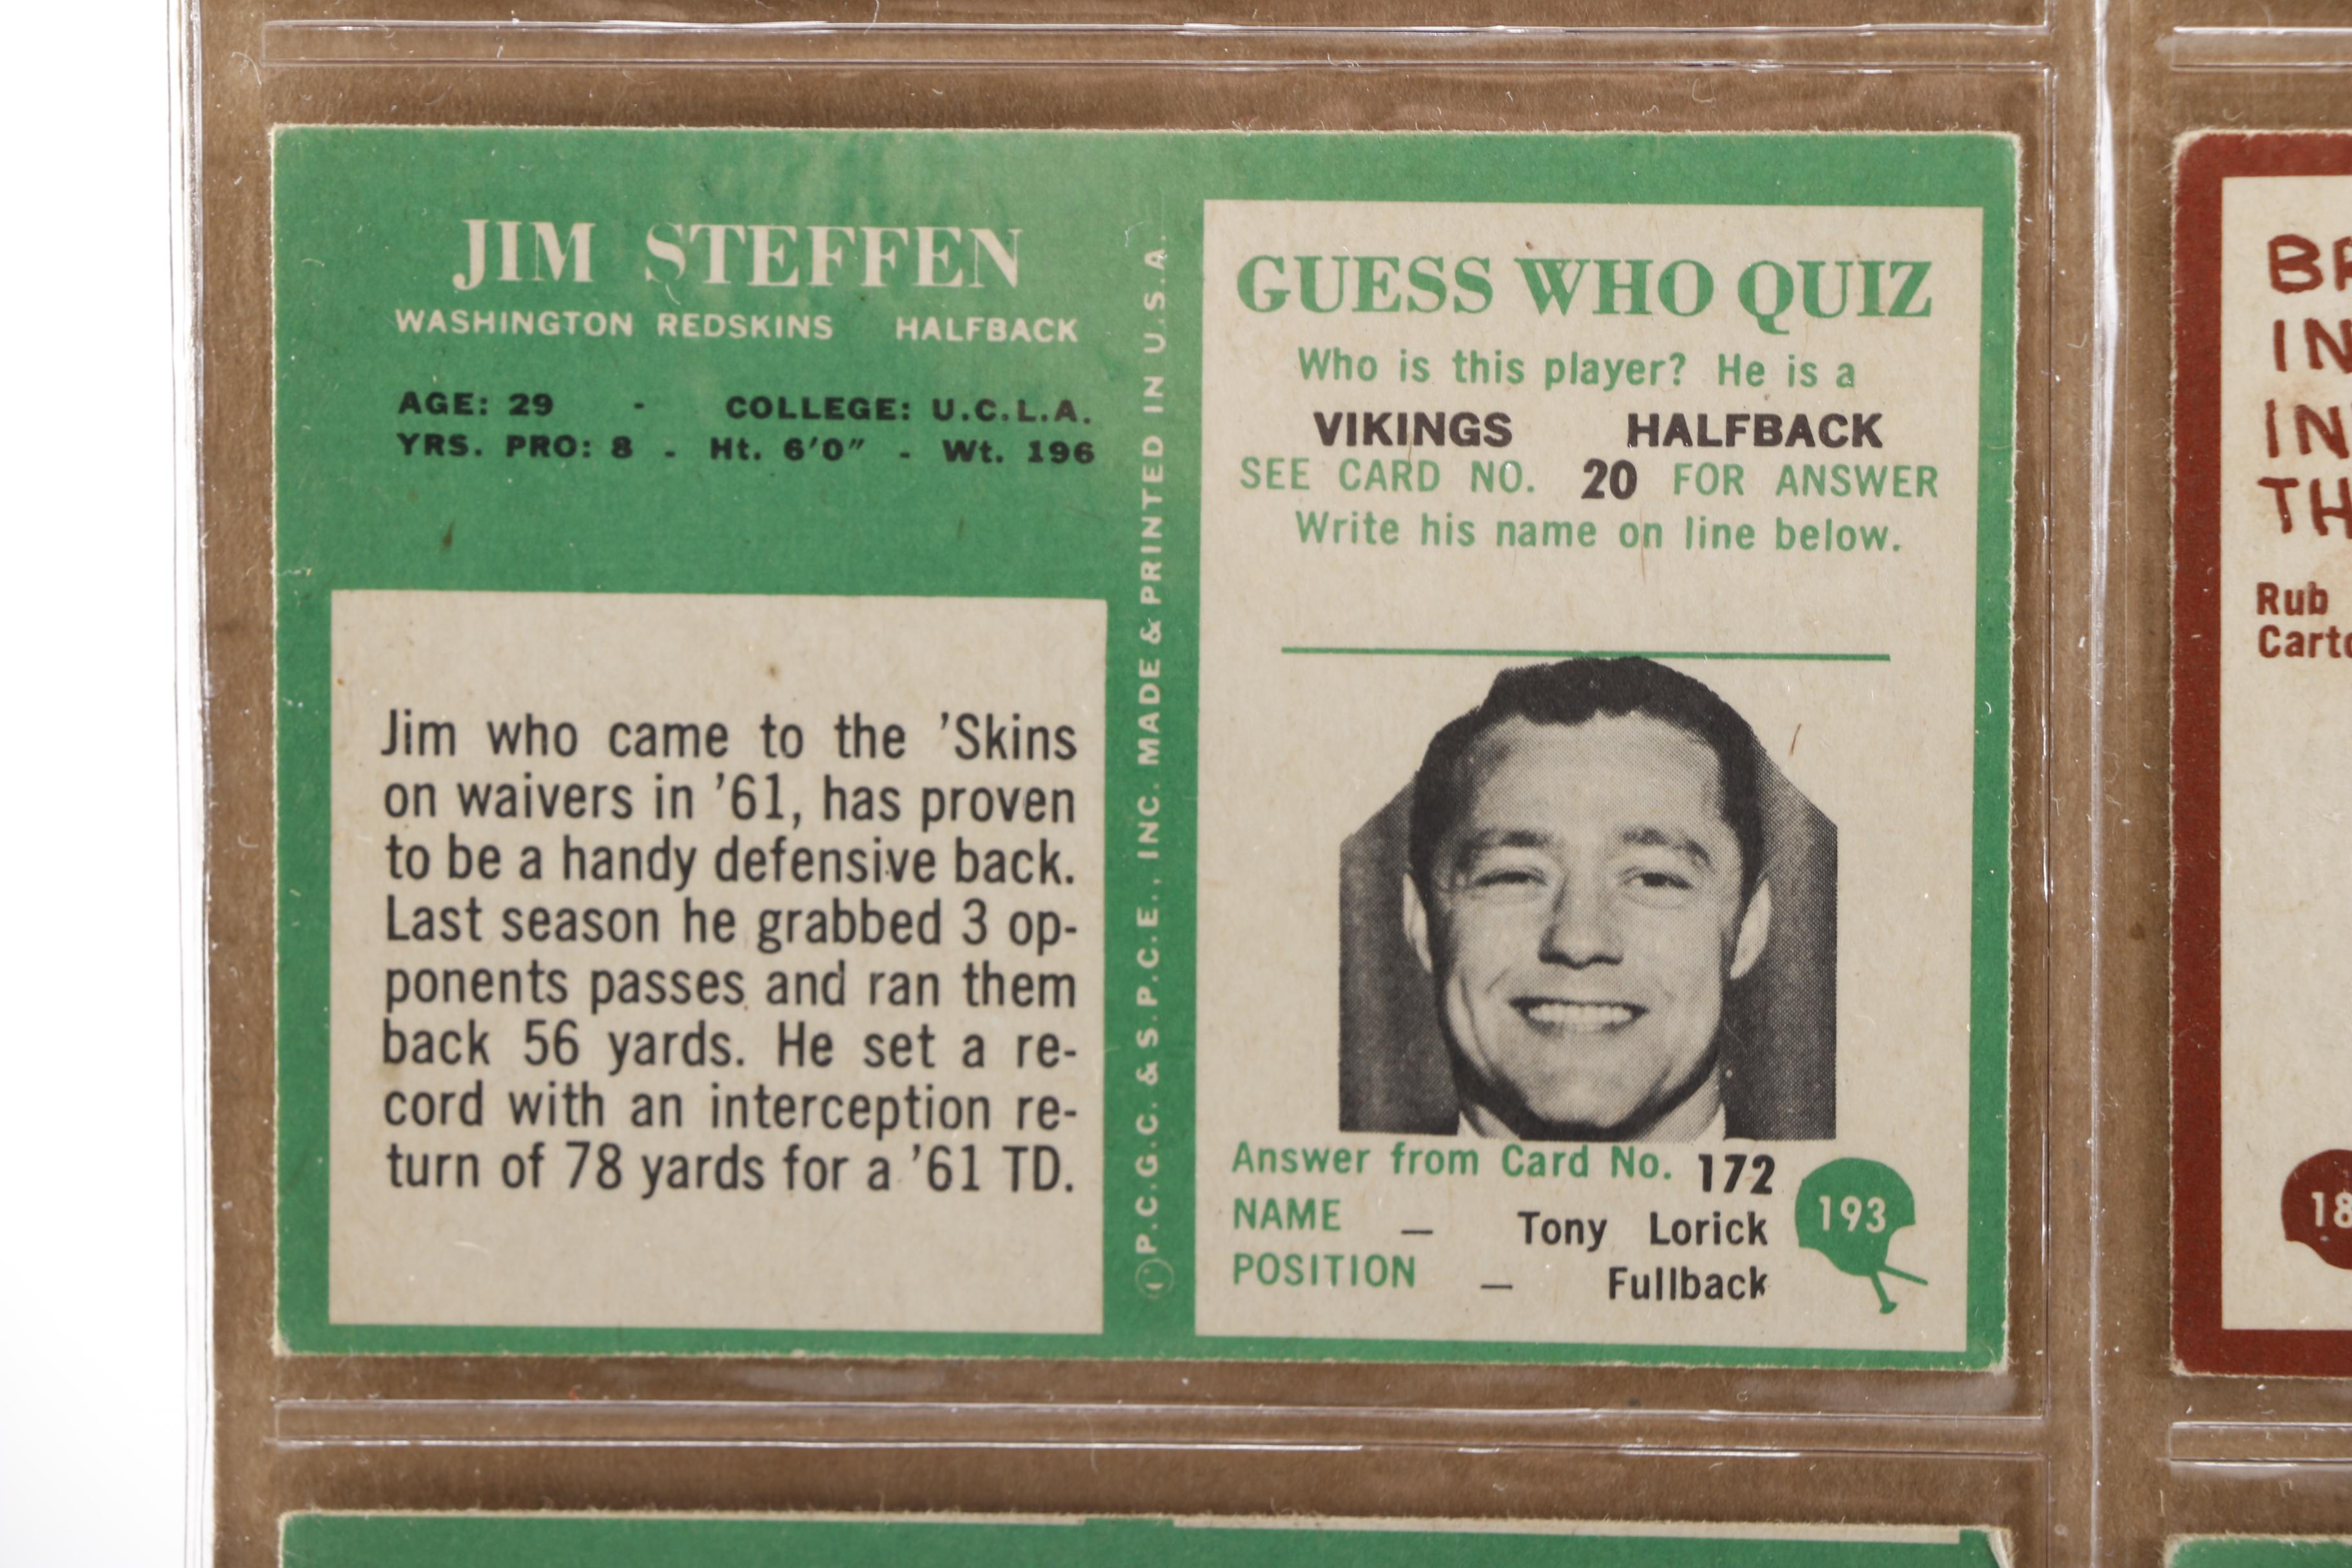 JIM STEFFEN
WASHINGTON REDSKINS HALFBACK
AGE: 29 - COLLEGE: U.C.L.A.
YRS. PRO: 8 - Ht. 6'0" - Wt. 196
Jim who came to the 'Skins
on waivers in '61, has proven
to be a handy defensive back.
Last season he grabbed 3 op-
ponents passes and ran them
back 56 yards. He set a re-
cord with an interception re-
turn of 78 yards for a '61 TD.
P.C.G.C. & S.P.C.E., INC. MADE & PRINTED IN U.S.A.
GUESS WHO QUIZ
Who is this player? He is a
VIKINGS HALFBACK
SEE CARD NO. 20 FOR ANSWER
Write his name on line below.
Answer from Card No. 172
NAME — Tony Lorick
POSITION — Fullback
193
IN
IN
TH
Rub
18